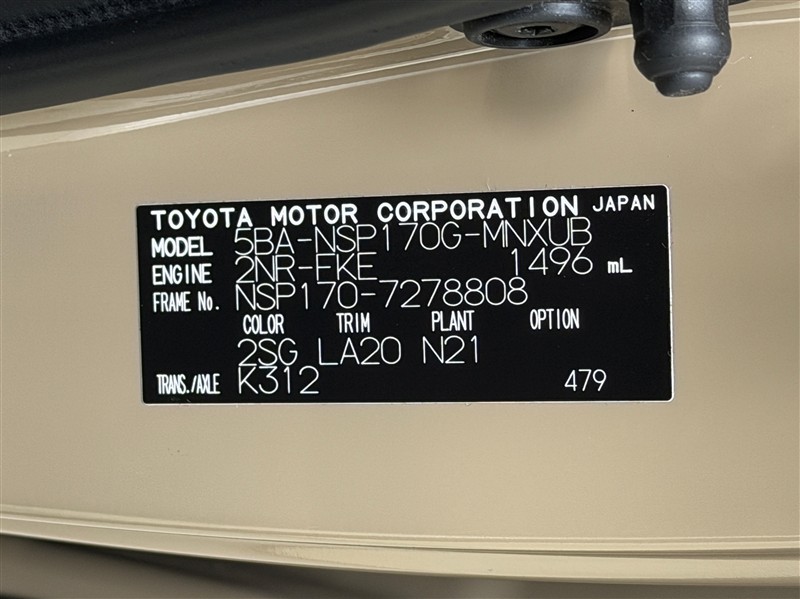 TOYOTA MOTOR CORPORATION JAPAN
MODEL 5BA-NSP170G-MNXUB
ENGINE 2NR-FKE 1496 mL
FRAME No. NSP170-7278808
COLOR TRIM PLANT OPTION
2SG LA20 N21
TRANS./AXLE K312 479